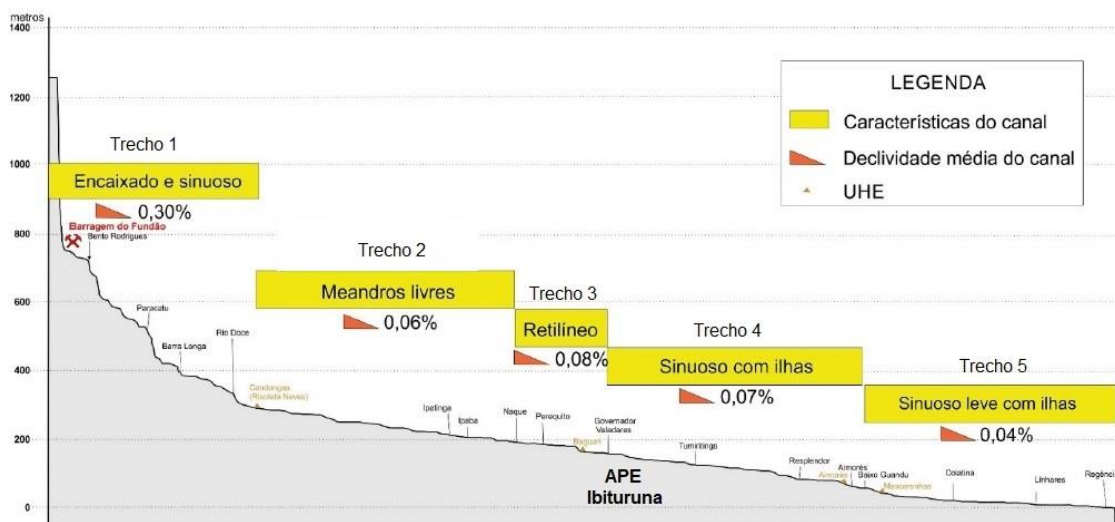 metros
1400
1200
1000
800
600
400
200
0
LEGENDA
Características do canal
Declividade média do canal
UHE
Trecho 1
Encaixado e sinuoso
0,30%
Barragem do Fundão
Bento Rodrigues
Paracatu
Barra Longa
Rio Doce
Candongas
(Risoleta Neves)
Trecho 2
Meandros livres
0,06%
Ipatinga
Ipaba
Naque
Periquito
Trecho 3
Retilíneo
0,08%
Baguari
Governador
Valadares
APE
Ibituruna
Trecho 4
Sinuoso com ilhas
0,07%
Tumiritinga
Resplendor
Aimorés
Aimorés
Baixo Guandu
Mascarenhas
Trecho 5
Sinuoso leve com ilhas
0,04%
Colatina
Linhares
Regência